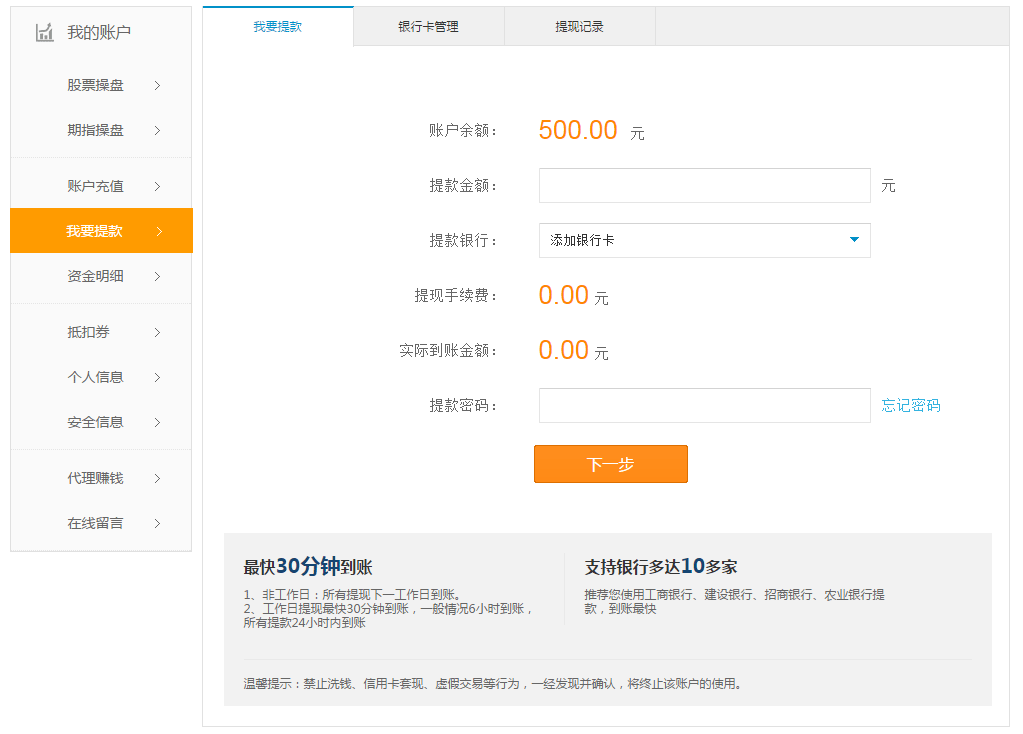 我的账户
股票操盘
期指操盘
账户充值
我要提款
资金明细
抵扣券
个人信息
安全信息
代理赚钱
在线留言
我要提款 银行卡管理 提现记录
账户余额： 500.00 元
提款金额： 元
提款银行： 添加银行卡
提现手续费： 0.00 元
实际到账金额： 0.00 元
提款密码： 忘记密码
下一步
最快30分钟到账
1、非工作日：所有提现下一工作日到账。
2、工作日提现最快30分钟到账，一般情况6小时到账，
所有提款24小时内到账
支持银行多达10多家
推荐您使用工商银行、建设银行、招商银行、农业银行提
款，到账最快
温馨提示：禁止洗钱、信用卡套现、虚假交易等行为，一经发现并确认，将终止该账户的使用。